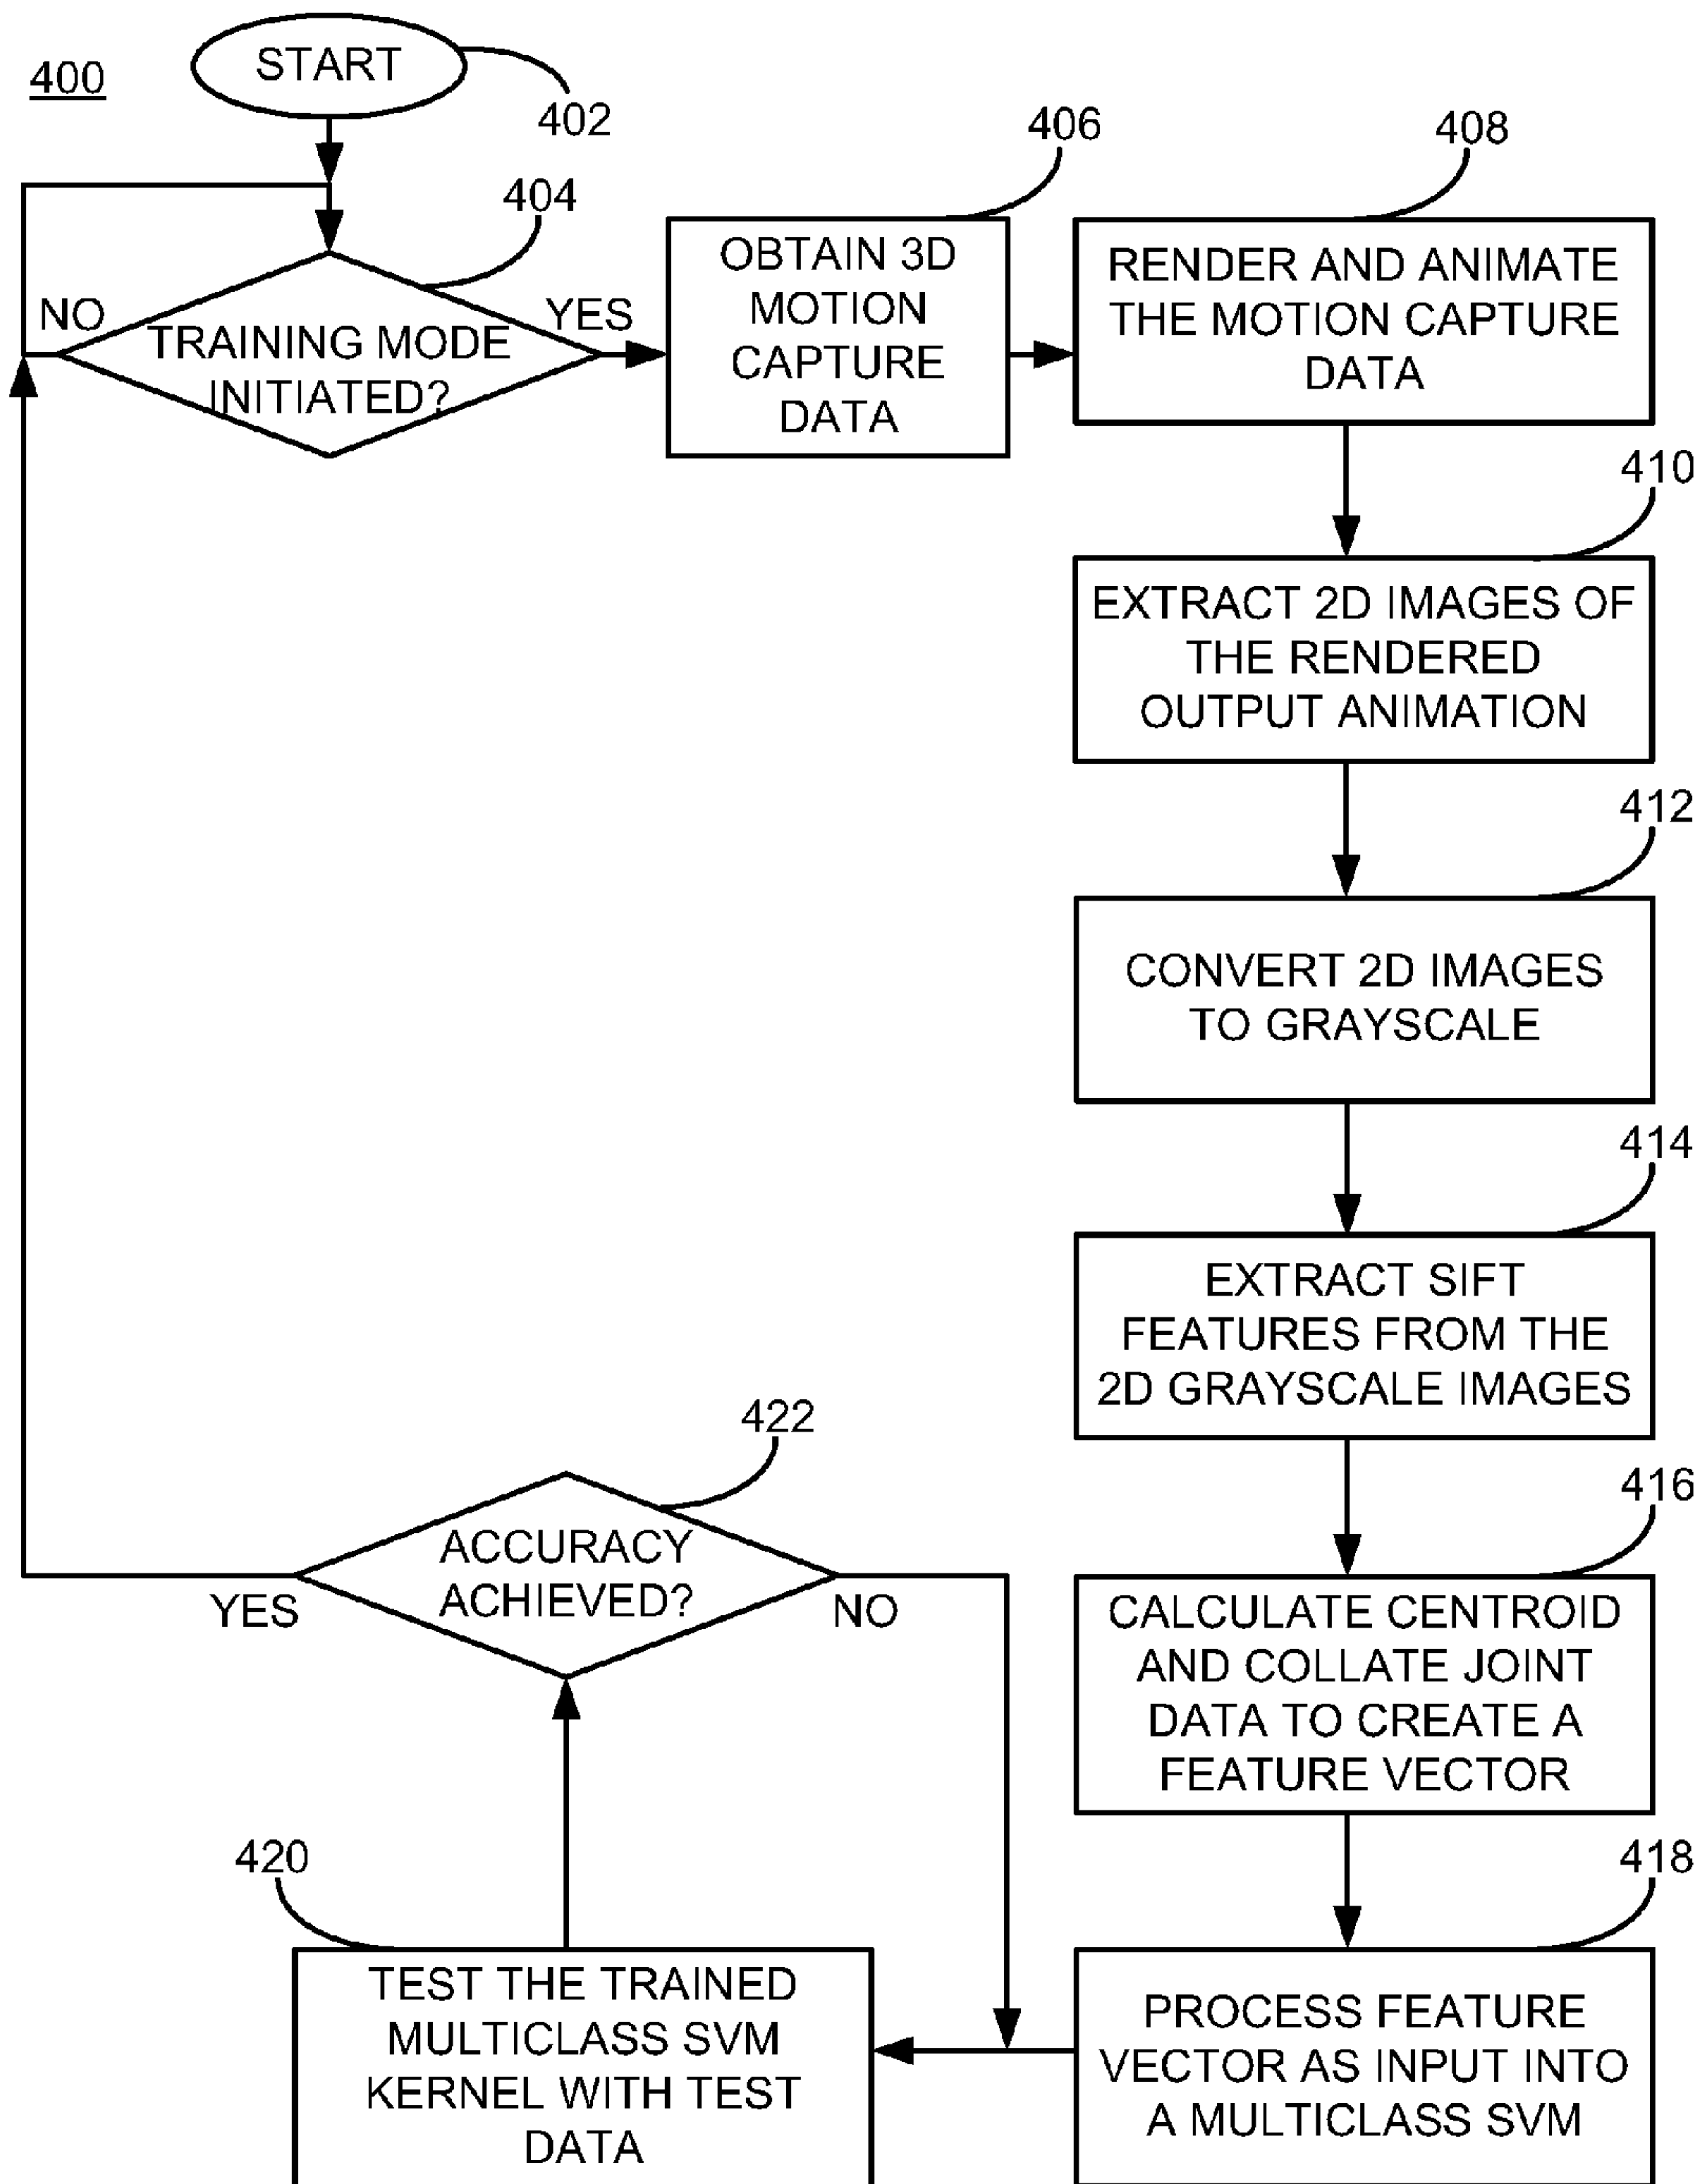 400
START
402
404
NO
YES
TRAINING MODE
INITIATED?
406
OBTAIN 3D
MOTION
CAPTURE
DATA
408
RENDER AND ANIMATE
THE MOTION CAPTURE
DATA
410
EXTRACT 2D IMAGES OF
THE RENDERED
OUTPUT ANIMATION
412
CONVERT 2D IMAGES
TO GRAYSCALE
414
EXTRACT SIFT
FEATURES FROM THE
2D GRAYSCALE IMAGES
416
CALCULATE CENTROID
AND COLLATE JOINT
DATA TO CREATE A
FEATURE VECTOR
418
PROCESS FEATURE
VECTOR AS INPUT INTO
A MULTICLASS SVM
420
TEST THE TRAINED
MULTICLASS SVM
KERNEL WITH TEST
DATA
422
ACCURACY
ACHIEVED?
YES
NO